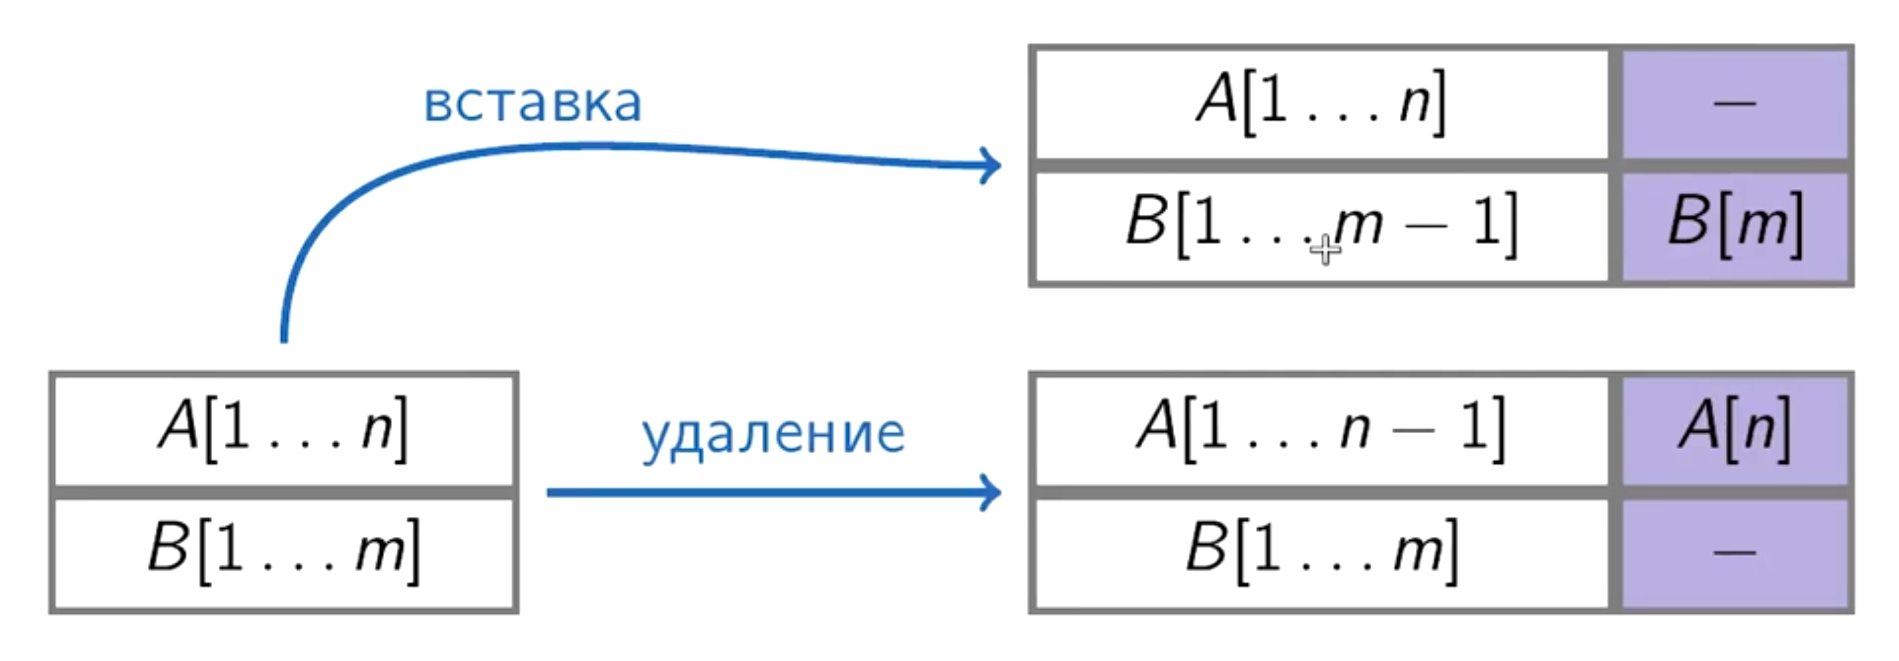 вставка
A[1 . . . n] –
B[1 . . . m – 1] B[m]
A[1 . . . n]
B[1 . . . m]
удаление
A[1 . . . n – 1] A[n]
B[1 . . . m] –